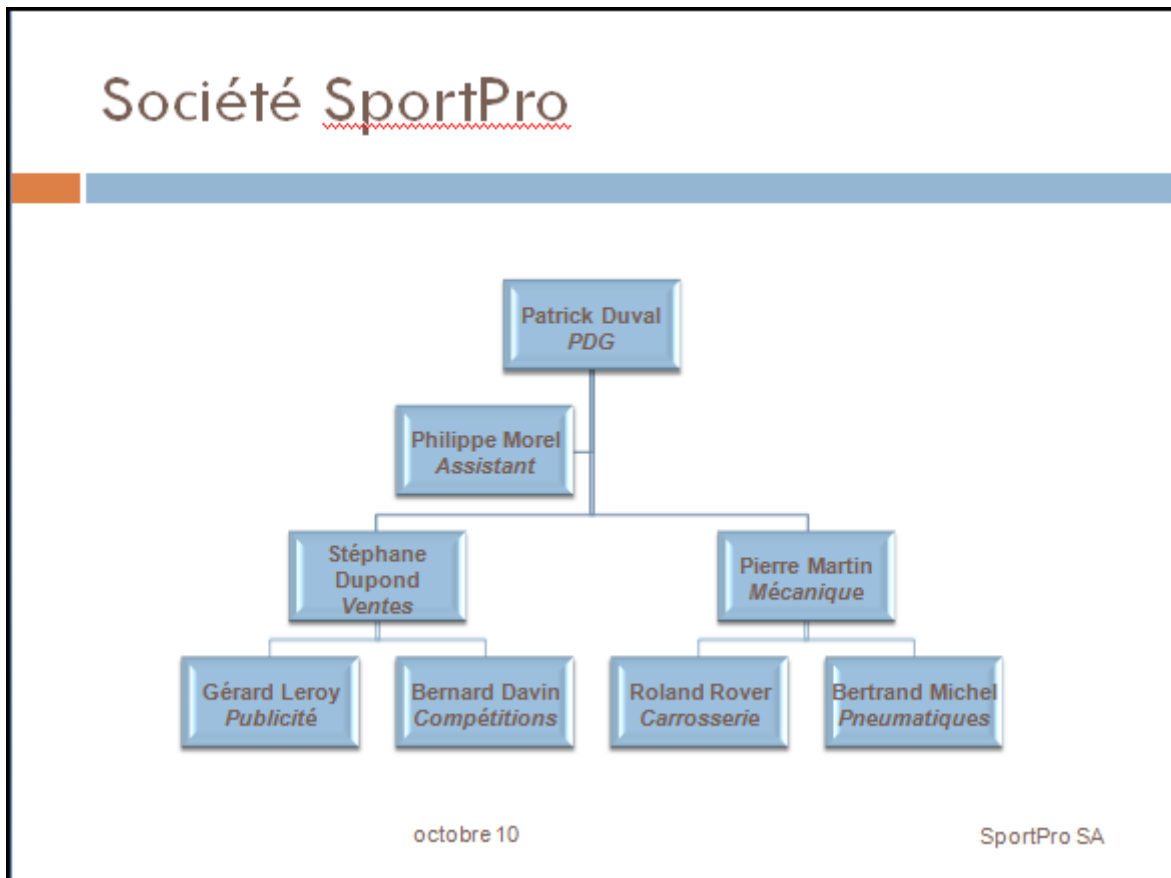 Société SportPro
Patrick Duval
PDG
Philippe Morel
Assistant
Stéphane
Dupond
Ventes
Pierre Martin
Mécanique
Gérard Leroy
Publicité
Bernard Davin
Compétitions
Roland Rover
Carrosserie
Bertrand Michel
Pneumatiques
octobre 10
SportPro SA